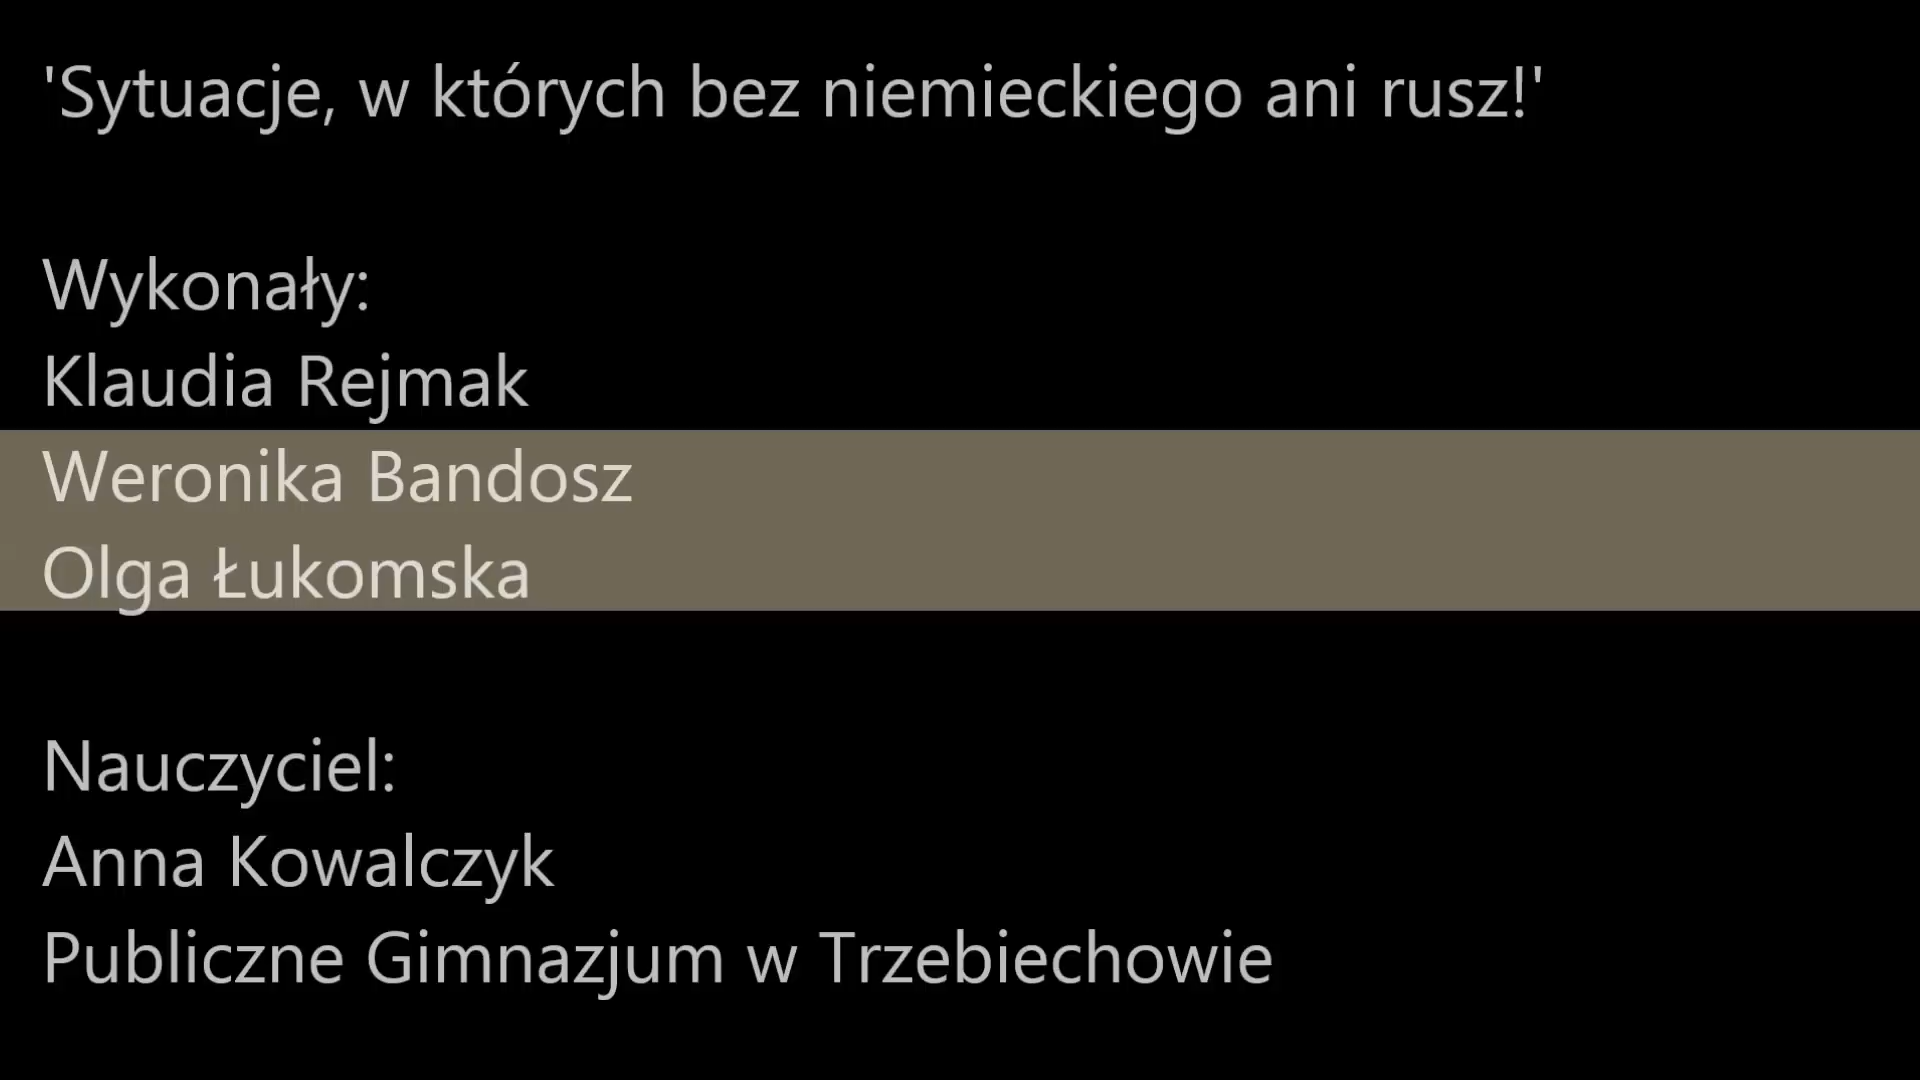 'Sytuacje, w których bez niemieckiego ani rusz!'
Wykonały:
Klaudia Rejmak
Weronika Bandosz
Olga Łukomska
Nauczyciel:
Anna Kowalczyk
Publiczne Gimnazjum w Trzebiechowie